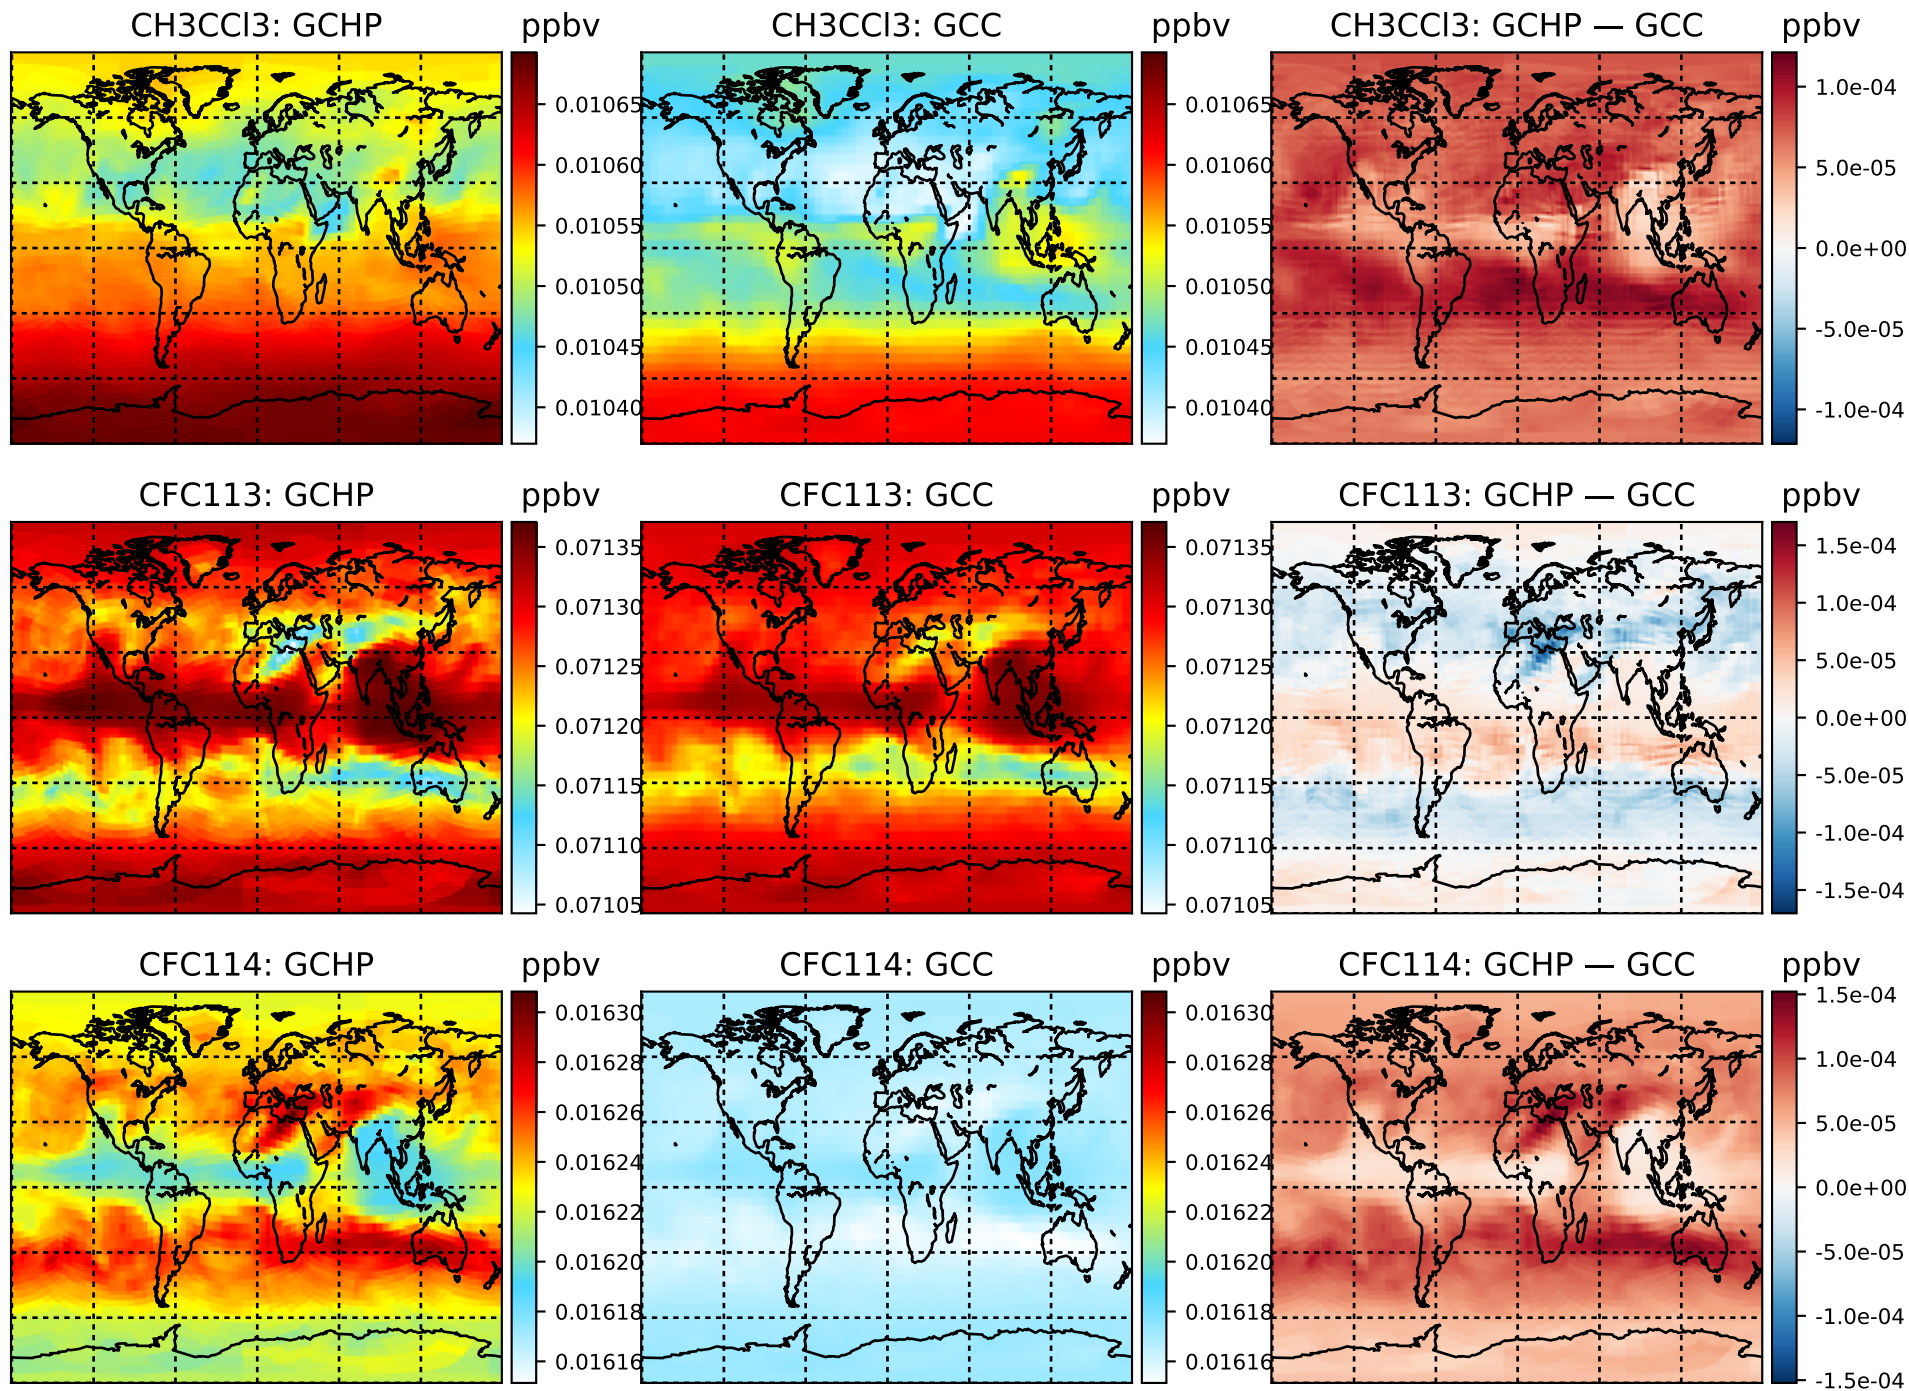 CH3CCl3: GCHP ppbv CH3CCl3: GCC ppbv CH3CCl3: GCHP — GCC ppbv
0.01065 0.01065 1.0e-04
0.01060 0.01060 5.0e-05
0.01055 0.01055 0.0e+00
0.01050 0.01050 -5.0e-05
0.01045 0.01045 -1.0e-04
0.01040 0.01040
CFC113: GCHP ppbv CFC113: GCC ppbv CFC113: GCHP — GCC ppbv
0.07135 0.07135 1.5e-04
0.07130 0.07130 1.0e-04
0.07125 0.07125 5.0e-05
0.07120 0.07120 0.0e+00
0.07115 0.07115 -5.0e-05
0.07110 0.07110 -1.0e-04
0.07105 0.07105 -1.5e-04
CFC114: GCHP ppbv CFC114: GCC ppbv CFC114: GCHP — GCC ppbv
0.01630 0.01630 1.5e-04
0.01628 0.01628 1.0e-04
0.01626 0.01626 5.0e-05
0.01624 0.01624 0.0e+00
0.01622 0.01622 -5.0e-05
0.01620 0.01620 -1.0e-04
0.01618 0.01618 -1.5e-04
0.01616 0.01616